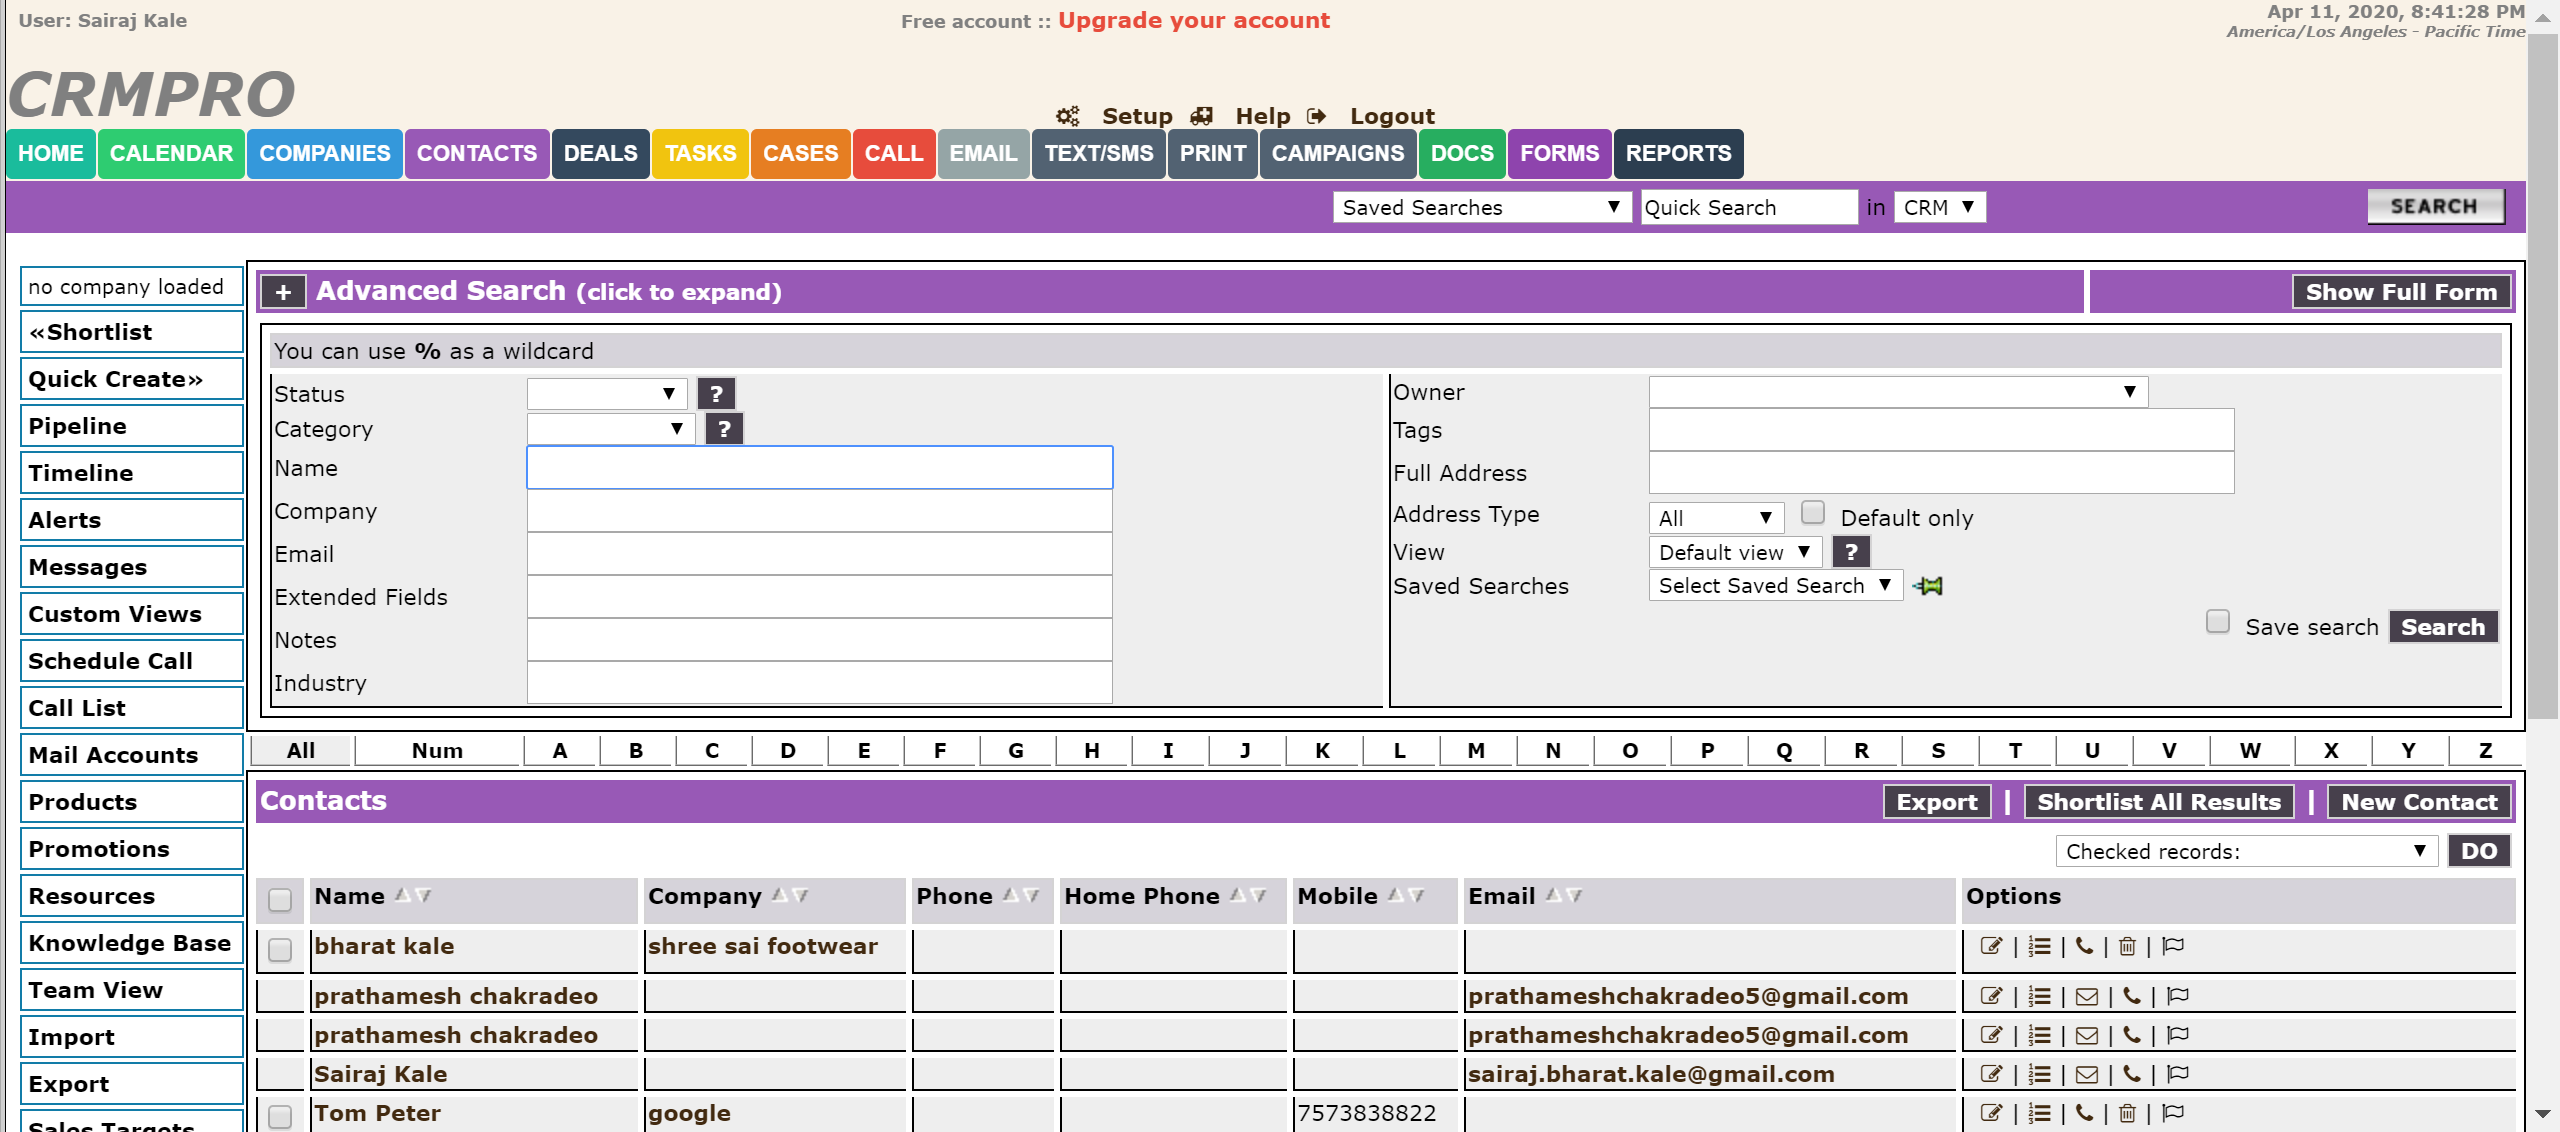 User: Sairaj Kale
Free account :: Upgrade your account
Apr 11, 2020, 8:41:28 PM
America/Los Angeles - Pacific Time
CRMPRO
Setup Help Logout
HOME CALENDAR COMPANIES CONTACTS DEALS TASKS CASES CALL EMAIL TEXT/SMS PRINT CAMPAIGNS DOCS FORMS REPORTS
Saved Searches Quick Search in CRM SEARCH
no company loaded
«Shortlist
Quick Create»
Pipeline
Timeline
Alerts
Messages
Custom Views
Schedule Call
Call List
Mail Accounts
Products
Promotions
Resources
Knowledge Base
Team View
Import
Export
Sales Targets
+ Advanced Search (click to expand) Show Full Form
You can use % as a wildcard
Status ?
Category ?
Name
Company
Email
Extended Fields
Notes
Industry
Owner
Tags
Full Address
Address Type All Default only
View Default view ?
Saved Searches Select Saved Search
Save search Search
All Num A B C D E F G H I J K L M N O P Q R S T U V W X Y Z
Contacts Export | Shortlist All Results | New Contact
Checked records: DO
Name Company Phone Home Phone Mobile Email Options
bharat kale shree sai footwear | | | |
prathamesh chakradeo prathameshchakradeo5@gmail.com | | | |
prathamesh chakradeo prathameshchakradeo5@gmail.com | | | |
Sairaj Kale sairaj.bharat.kale@gmail.com | | | |
Tom Peter google 7573838822 | | | |